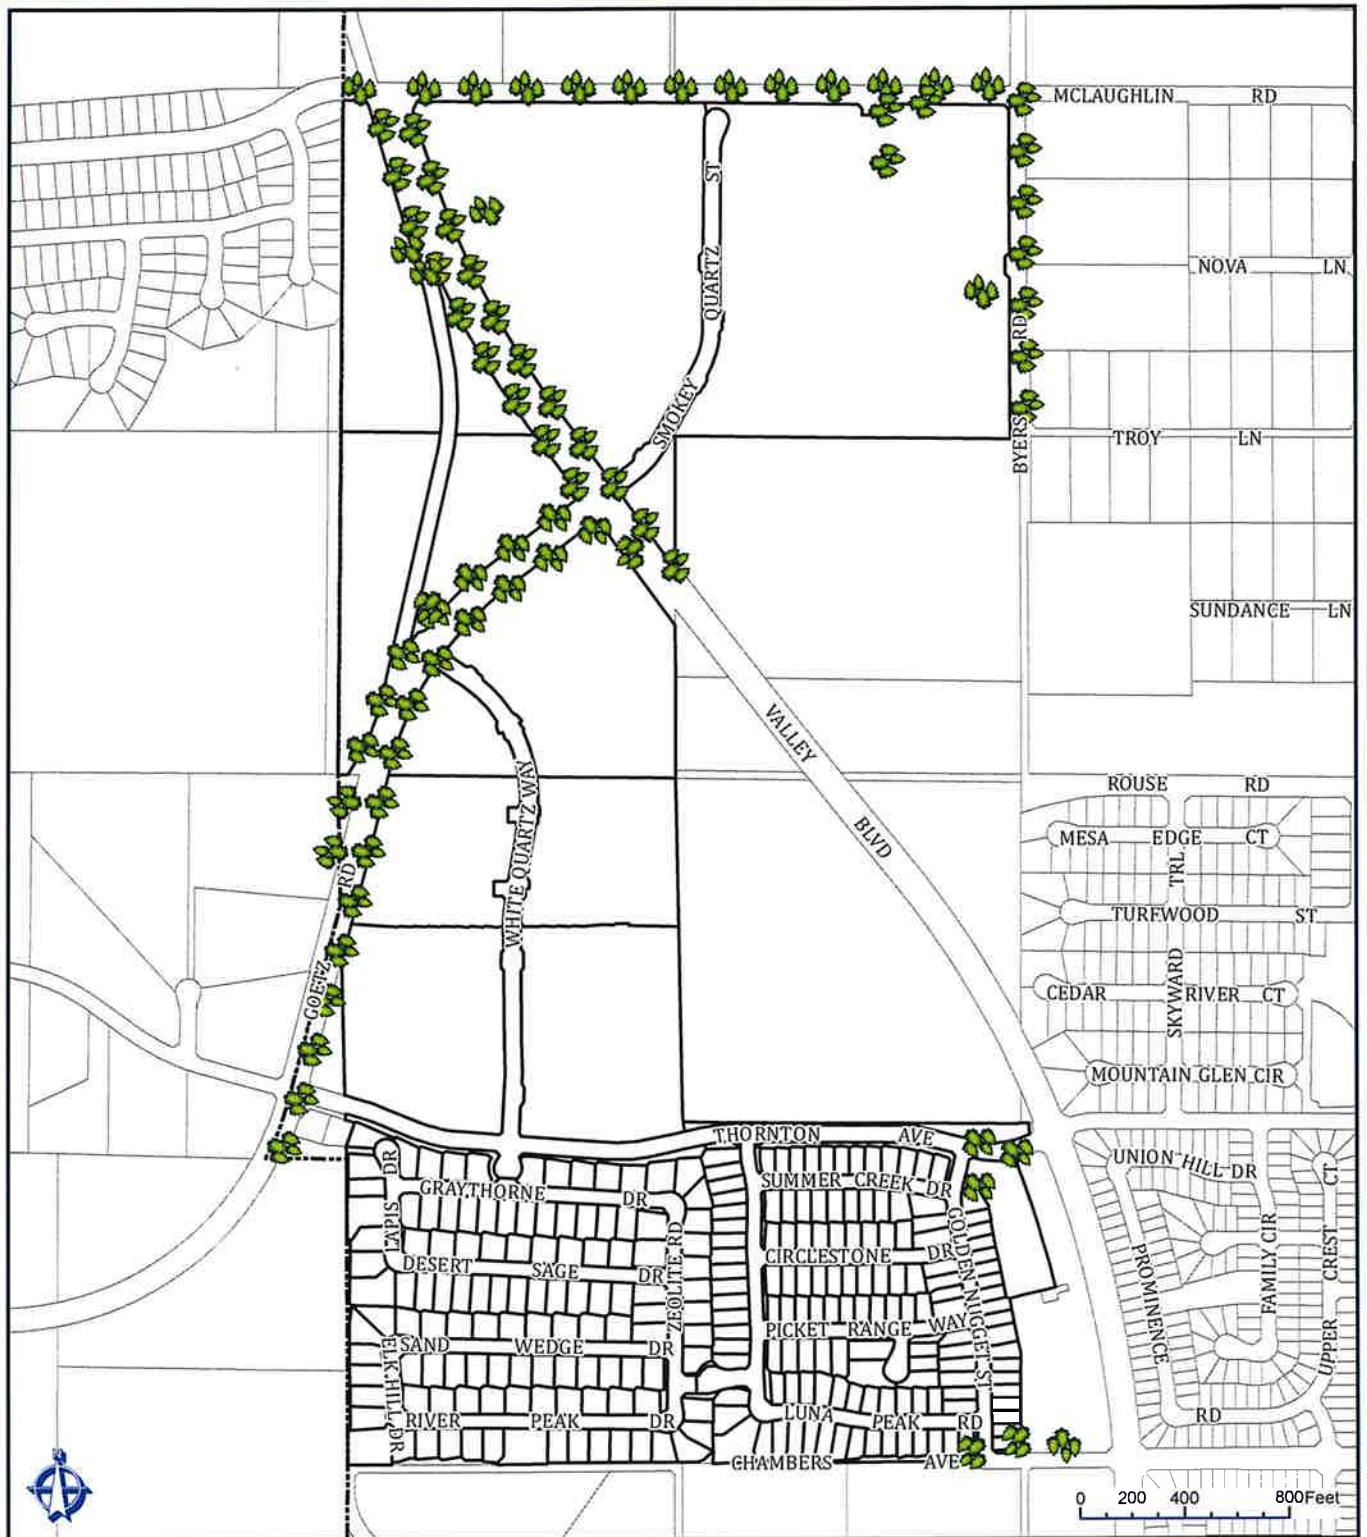 MCLAUGHLIN RD
SMOKEY QUARTZ ST
NOVA LN
BYERS RD
TROY LN
SUNDANCE LN
VALLEY BLVD
ROUSE RD
MESA EDGE CT
WHITE QUARTZ WAY
SKYWARD TRL
GOETZ RD
TURFWOOD ST
CEDAR RIVER CT
MOUNTAIN GLEN CIR
THORNTON AVE
LAPIS DR
GRAYTHORNE DR
SUMMER CREEK DR
UNION HILL DR
DESERT SAGE DR
ZEOLITE RD
CIRCLESTONE DR
GOLDEN NUGGET ST
PROMINENCE RD
FAMILY CIR
UPPER CREST CT
SAND WEDGE DR
PICKET RANGE WAY
ELK HILL DR
RIVER PEAK DR
LUNA PEAK RD
CHAMBERS AVE
0 200 400 800 Feet